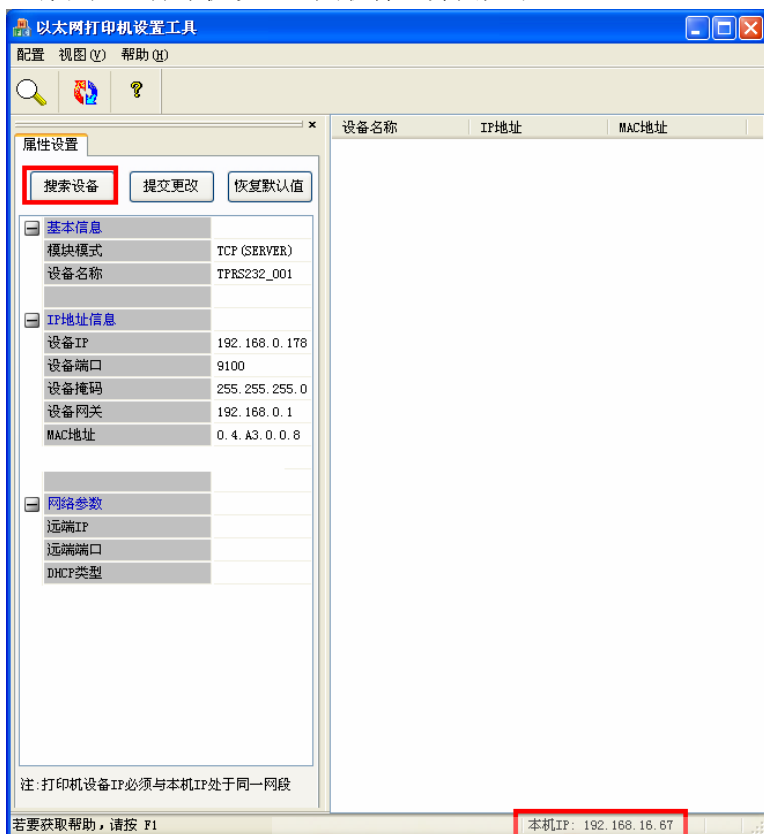 以太网打印机设置工具
配置 视图(V) 帮助(H)
设备名称 IP地址 MAC地址
属性设置
搜索设备 提交更改 恢复默认值
基本信息
模块模式 TCP(SERVER)
设备名称 TPRS232_001
IP地址信息
设备IP 192.168.0.178
设备端口 9100
设备掩码 255.255.255.0
设备网关 192.168.0.1
MAC地址 0.4.A3.0.0.8
网络参数
远端IP
远端端口
DHCP类型
注:打印机设备IP必须与本机IP处于同一网段
若要获取帮助，请按 F1 本机IP: 192.168.16.67